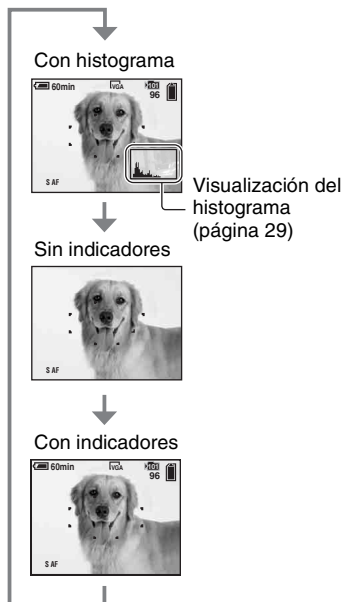 Con histograma
60min VGA 101
96
S AF
Visualización del
histograma
(página 29)
Sin indicadores
S AF
Con indicadores
60min VGA 101
96
S AF